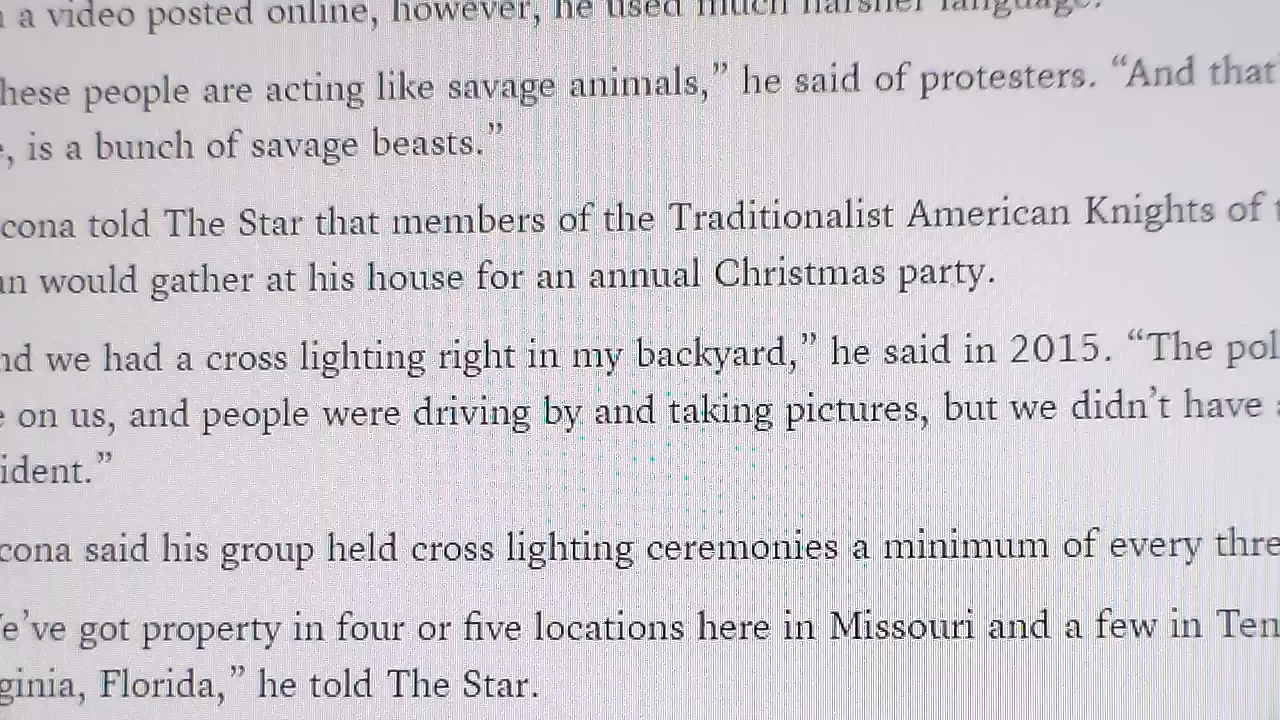 a video posted online, however, he used much harsher language.
hese people are acting like savage animals,” he said of protesters. “And that
, is a bunch of savage beasts.”
cona told The Star that members of the Traditionalist American Knights of
an would gather at his house for an annual Christmas party.
nd we had a cross lighting right in my backyard,” he said in 2015. “The pol
e on us, and people were driving by and taking pictures, but we didn’t have
ident.”
cona said his group held cross lighting ceremonies a minimum of every thre
e’ve got property in four or five locations here in Missouri and a few in Ten
ginia, Florida,” he told The Star.